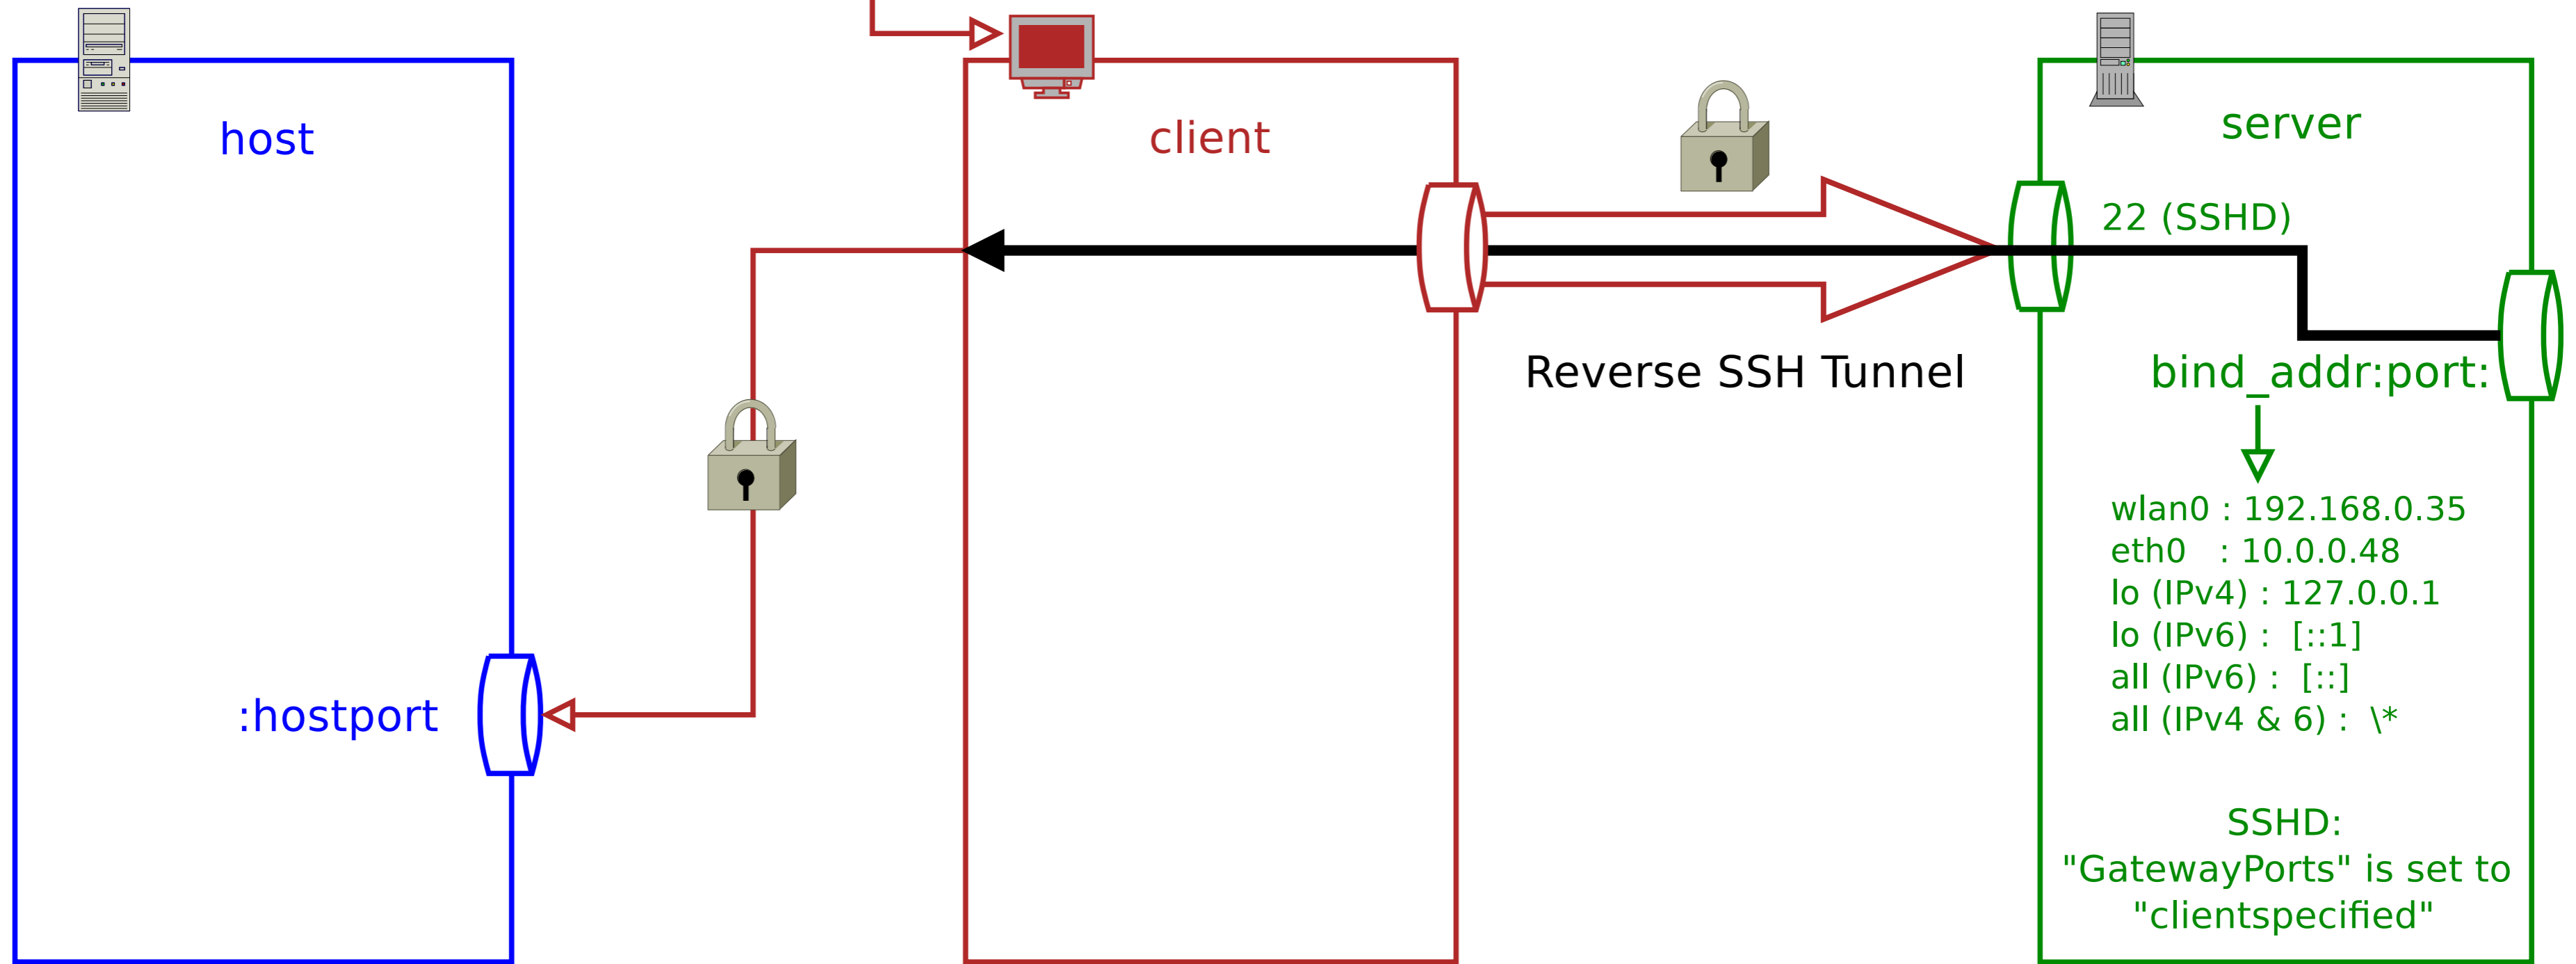 host
client
server
22 (SSHD)
Reverse SSH Tunnel
bind_addr:port:
wlan0 : 192.168.0.35
eth0 : 10.0.0.48
lo (IPv4) : 127.0.0.1
lo (IPv6) : [::1]
all (IPv6) : [::]
all (IPv4 & 6) : \*
:hostport
SSHD:
"GatewayPorts" is set to
"clientspecified"